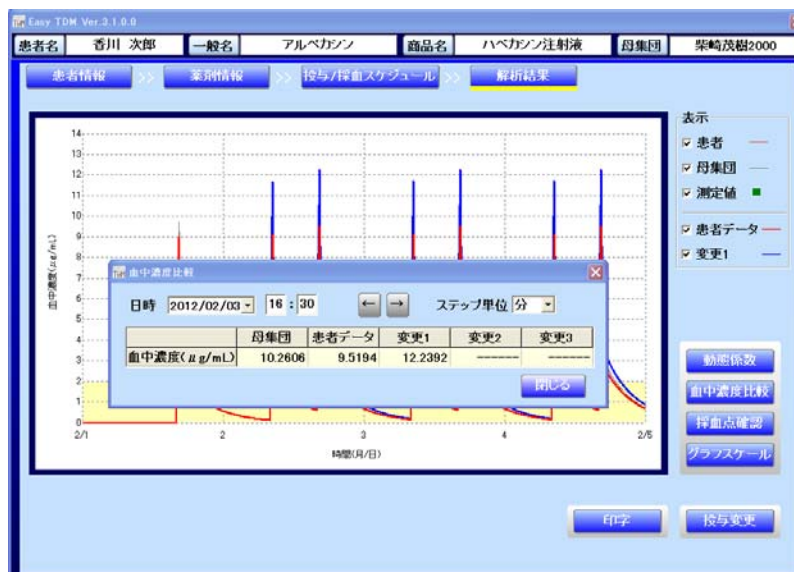 Easy TDM Ver.3.1.0.0
患者名 香川 次郎 一般名 アルベカシン 商品名 ハベカシン注射液 母集団 柴崎茂樹2000
患者情報 >> 薬剤情報 >> 投与/採血スケジュール >> 解析結果
表示
患者
母集団
測定値
患者データ
変更1
14
13
12
11
10
9
8
7
6
5
4
3
2
1
0
血中濃度(μg/mL)
2/1 2 3 4 2/5
時間(月/日)
TDM 血中濃度比較
日時 2012/02/03 16 : 30 ← → ステップ単位 分
母集団 患者データ 変更1 変更2 変更3
血中濃度(μg/mL) 10.2606 9.5194 12.2392 ------ ------
閉じる
動態係数
血中濃度比較
採血点確認
グラフスケール
印字 投与変更